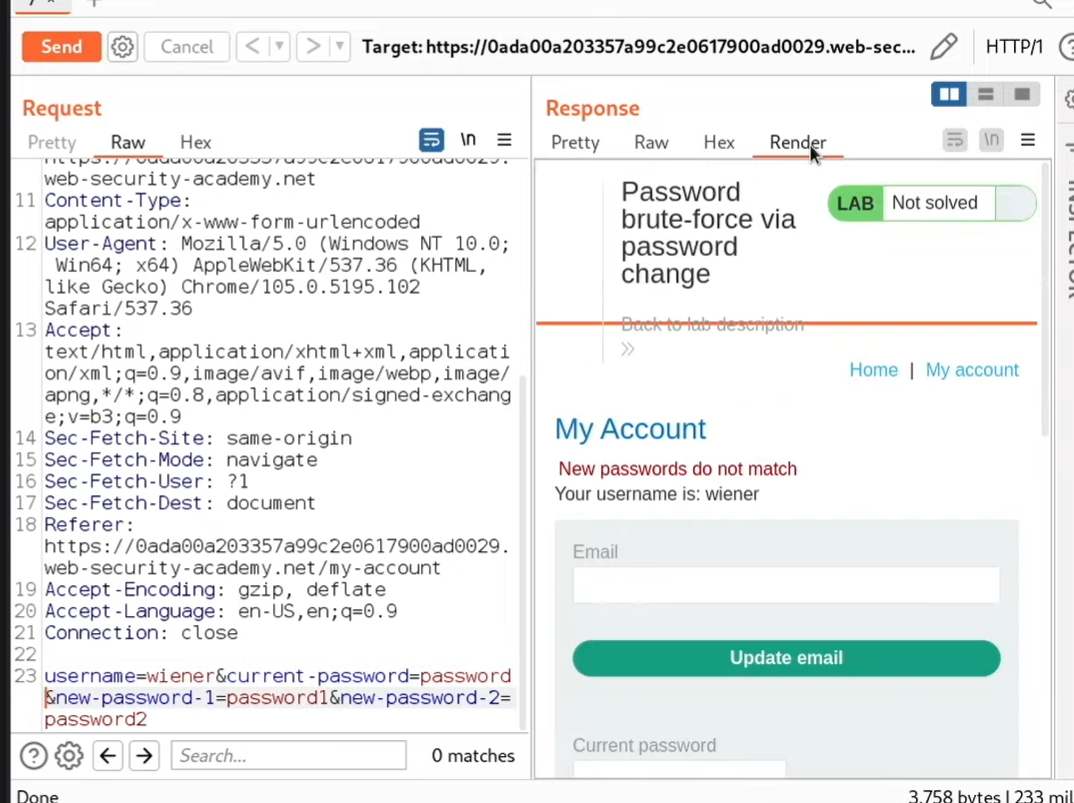 Send
Cancel
Target: https://0ada00a203357a99c2e0617900ad0029.web-sec...
HTTP/1
Request
Pretty
Raw
Hex
\n
https://0ada00a203357a99c2e0617900ad0029.
web-security-academy.net
11 Content-Type:
application/x-www-form-urlencoded
12 User-Agent: Mozilla/5.0 (Windows NT 10.0;
Win64; x64) AppleWebKit/537.36 (KHTML,
like Gecko) Chrome/105.0.5195.102
Safari/537.36
13 Accept:
text/html,application/xhtml+xml,applicati
on/xml;q=0.9,image/avif,image/webp,image/
apng,*/*;q=0.8,application/signed-exchang
e;v=b3;q=0.9
14 Sec-Fetch-Site: same-origin
15 Sec-Fetch-Mode: navigate
16 Sec-Fetch-User: ?1
17 Sec-Fetch-Dest: document
18 Referer:
https://0ada00a203357a99c2e0617900ad0029.
web-security-academy.net/my-account
19 Accept-Encoding: gzip, deflate
20 Accept-Language: en-US,en;q=0.9
21 Connection: close
22
23 username=wiener&current-password=password
&new-password-1=password1&new-password-2=
password2
Search...
0 matches
Done
Response
Pretty
Raw
Hex
Render
\n
Password
brute-force via
password
change
LAB
Not solved
Back to lab description
Home | My account
My Account
New passwords do not match
Your username is: wiener
Email
Update email
Current password
3,758 bytes | 233 mil
INSPECTOR